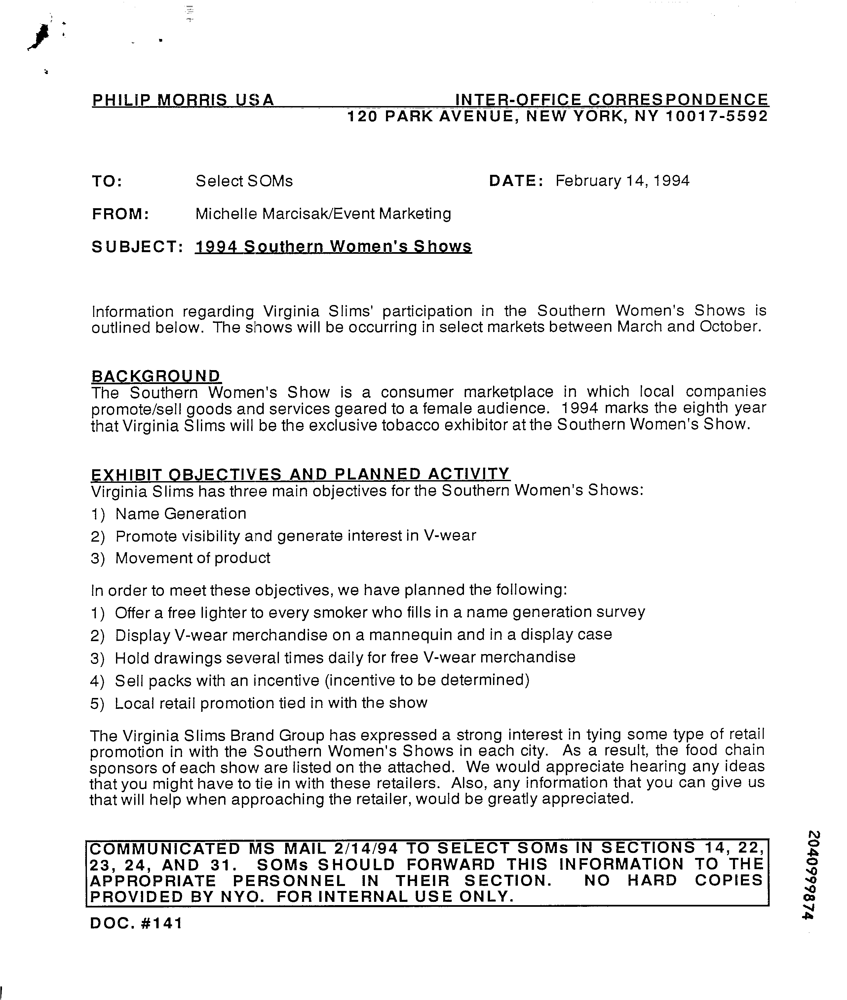 PHILIP MORRIS USA INTER-OFFICE CORRESPONDENCE
120 PARK AVENUE, NEW YORK, NY 10017-5592
TO: Select SOMs DATE: February 14, 1994
FROM: Michelle Marcisak/Event Marketing
SUBJECT: 1994 Southern Women's Shows
Information regarding Virginia Slims' participation in the Southern Women's Shows is
outlined below. The shows will be occurring in select markets between March and October.
BACKGROUND
The Southern Women's Show is a consumer marketplace in which local companies
promote/sell goods and services geared to a female audience. 1994 marks the eighth year
that Virginia Slims will be the exclusive tobacco exhibitor at the Southern Women's Show.
EXHIBIT OBJECTIVES AND PLANNED ACTIVITY
Virginia Slims has three main objectives for the Southern Women's Shows:
1) Name Generation
2) Promote visibility and generate interest in V-wear
3) Movement of product
In order to meet these objectives, we have planned the following:
1) Offer a free lighter to every smoker who fills in a name generation survey
2) Display V-wear merchandise on a mannequin and in a display case
3) Hold drawings several times daily for free V-wear merchandise
4) Sell packs with an incentive (incentive to be determined)
5) Local retail promotion tied in with the show
The Virginia Slims Brand Group has expressed a strong interest in tying some type of retail
promotion in with the Southern Women's Shows in each city. As a result, the food chain
sponsors of each show are listed on the attached. We would appreciate hearing any ideas
that you might have to tie in with these retailers. Also, any information that you can give us
that will help when approaching the retailer, would be greatly appreciated.
COMMUNICATED MS MAIL 2/14/94 TO SELECT SOMs IN SECTIONS 14, 22,
23, 24, AND 31. SOMs SHOULD FORWARD THIS INFORMATION TO THE
APPROPRIATE PERSONNEL IN THEIR SECTION. NO HARD COPIES
PROVIDED BY NYO. FOR INTERNAL USE ONLY.
DOC. #141
2040999874